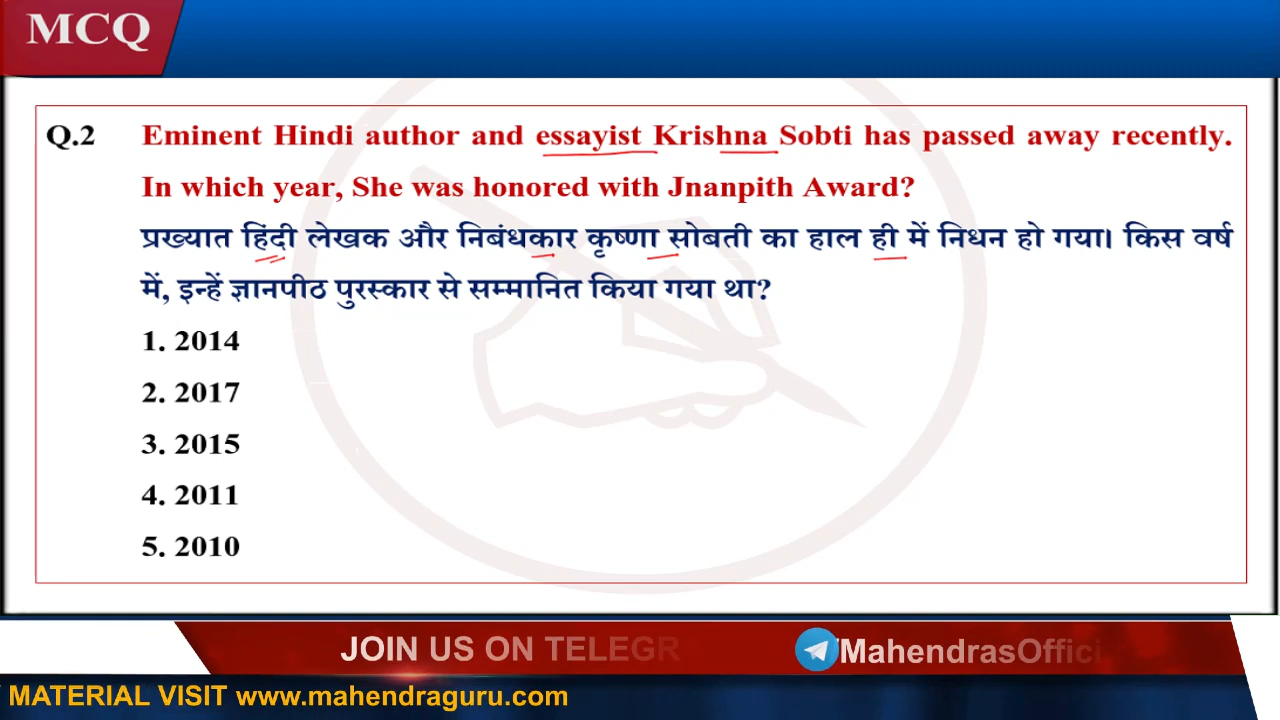 MCQ
Q.2 Eminent Hindi author and essayist Krishna Sobti has passed away recently.
In which year, She was honored with Jnanpith Award?
प्रख्यात हिंदी लेखक और निबंधकार कृष्णा सोबती का हाल ही में निधन हो गया। किस वर्ष
में, इन्हें ज्ञानपीठ पुरस्कार से सम्मानित किया गया था?
1. 2014
2. 2017
3. 2015
4. 2011
5. 2010
JOIN US ON TELEGR /MahendrasOffici
MATERIAL VISIT www.mahendraguru.com